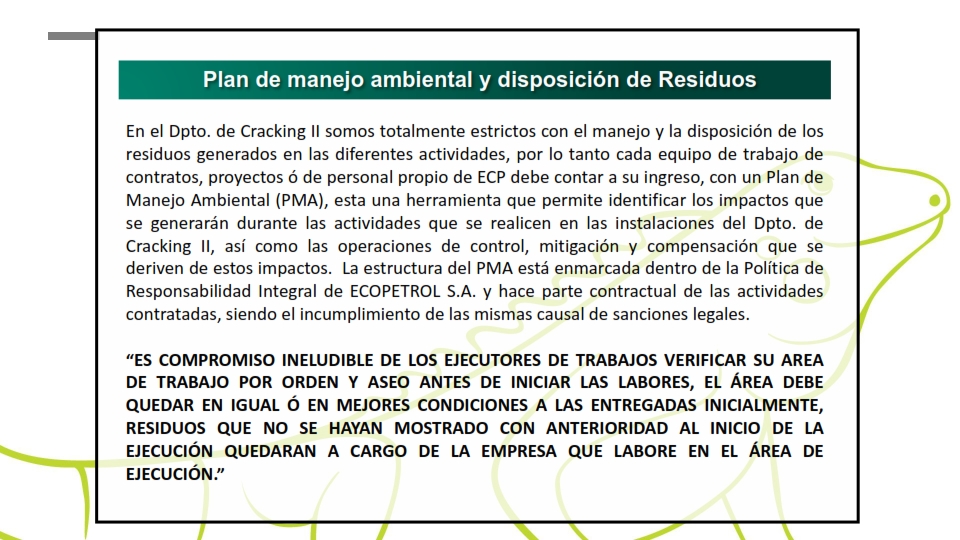 Plan de manejo ambiental y disposición de Residuos
En el Dpto. de Cracking II somos totalmente estrictos con el manejo y la disposición de los
residuos generados en las diferentes actividades, por lo tanto cada equipo de trabajo de
contratos, proyectos ó de personal propio de ECP debe contar a su ingreso, con un Plan de
Manejo Ambiental (PMA), esta una herramienta que permite identificar los impactos que
se generarán durante las actividades que se realicen en las instalaciones del Dpto. de
Cracking II, así como las operaciones de control, mitigación y compensación que se
deriven de estos impactos. La estructura del PMA está enmarcada dentro de la Política de
Responsabilidad Integral de ECOPETROL S.A. y hace parte contractual de las actividades
contratadas, siendo el incumplimiento de las mismas causal de sanciones legales.
“ES COMPROMISO INELUDIBLE DE LOS EJECUTORES DE TRABAJOS VERIFICAR SU AREA
DE TRABAJO POR ORDEN Y ASEO ANTES DE INICIAR LAS LABORES, EL ÁREA DEBE
QUEDAR EN IGUAL Ó EN MEJORES CONDICIONES A LAS ENTREGADAS INICIALMENTE,
RESIDUOS QUE NO SE HAYAN MOSTRADO CON ANTERIORIDAD AL INICIO DE LA
EJECUCIÓN QUEDARAN A CARGO DE LA EMPRESA QUE LABORE EN EL ÁREA DE
EJECUCIÓN.”